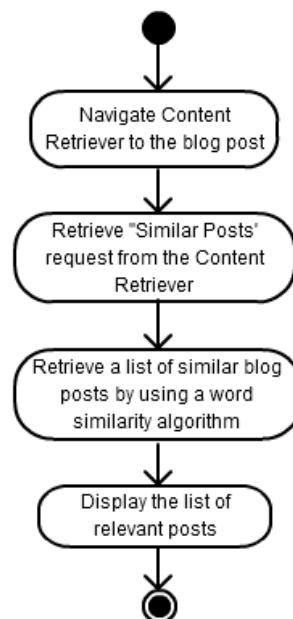 Navigate Content
Retriever to the blog post
Retrieve "Similar Posts'
request from the Content
Retriever
Retrieve a list of similar blog
posts by using a word
similarity algorithm
Display the list of
relevant posts